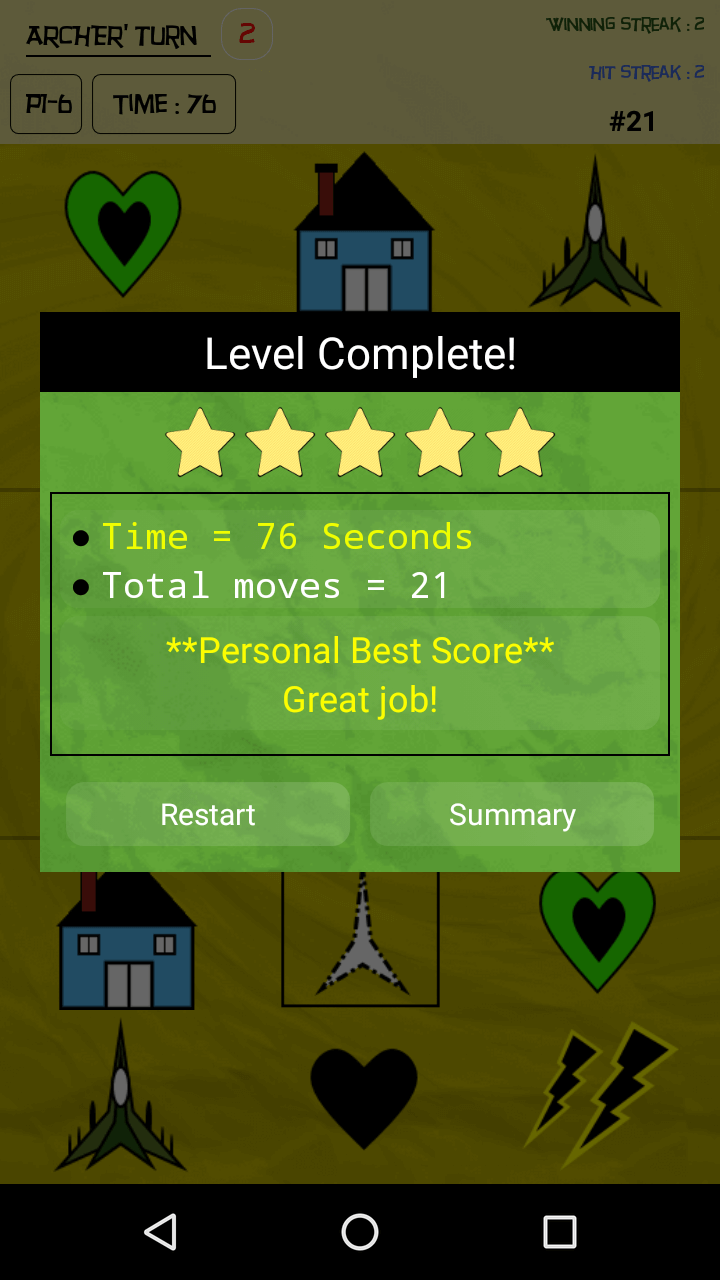 ARCHER' TURN
2
WINNING STREAK : 2
HIT STREAK : 2
P1-6
TIME : 76
#21
Level Complete!
Time = 76 Seconds
Total moves = 21
**Personal Best Score**
Great job!
Restart
Summary